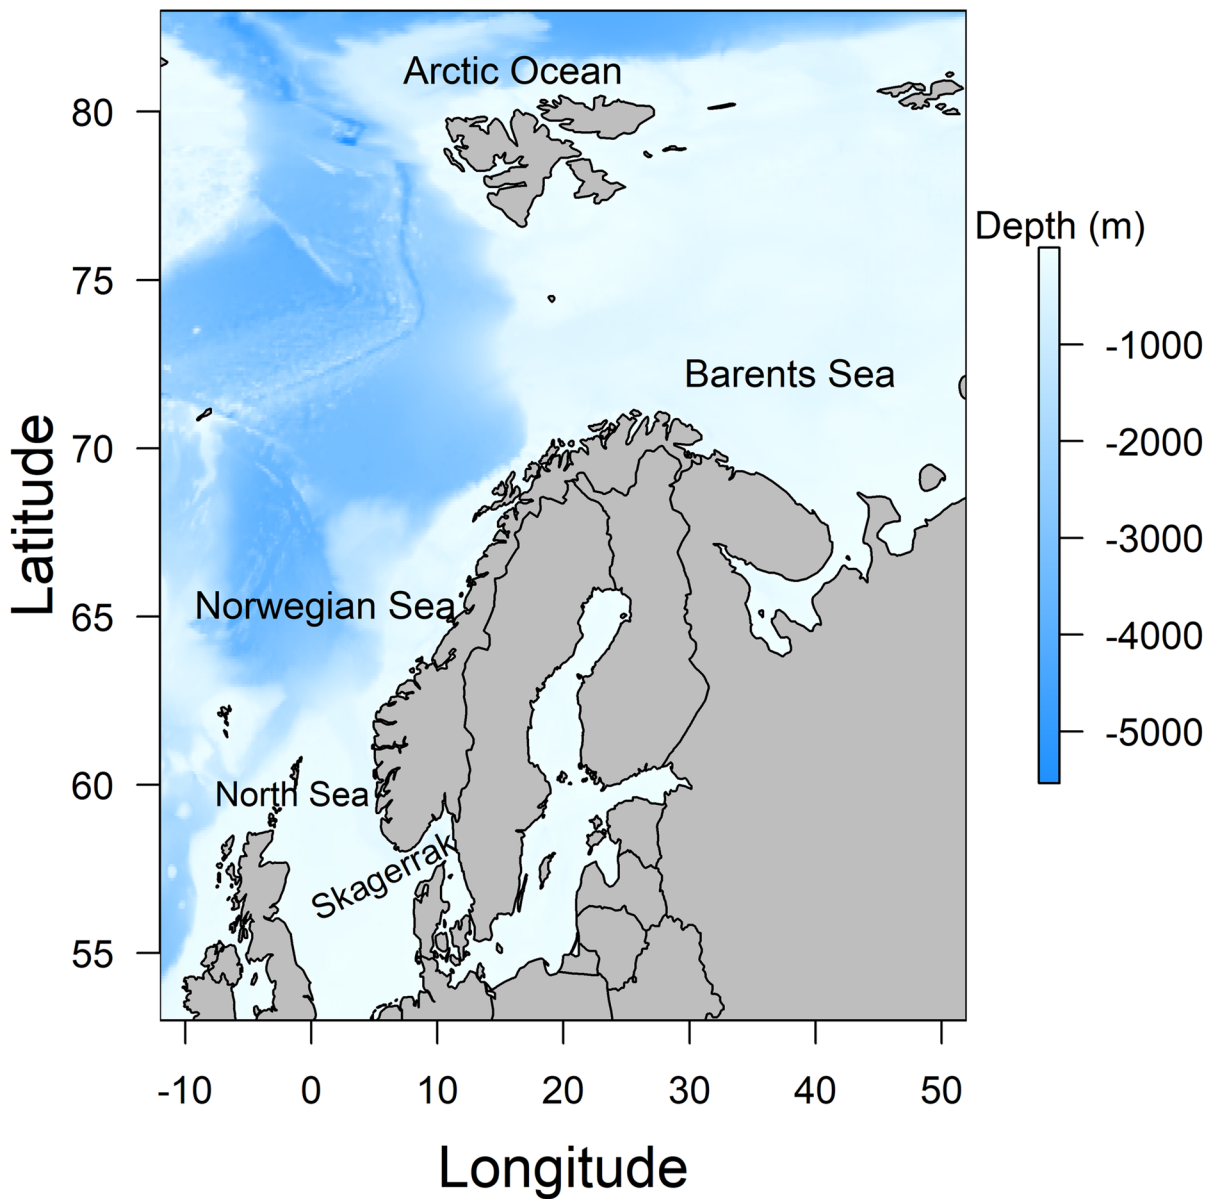 Arctic Ocean
80
Depth (m)
75
-1000
Barents Sea
-2000
70
Latitude
-3000
Norwegian Sea
65
-4000
-5000
60
North Sea
Skagerrak
55
-10 0 10 20 30 40 50
Longitude